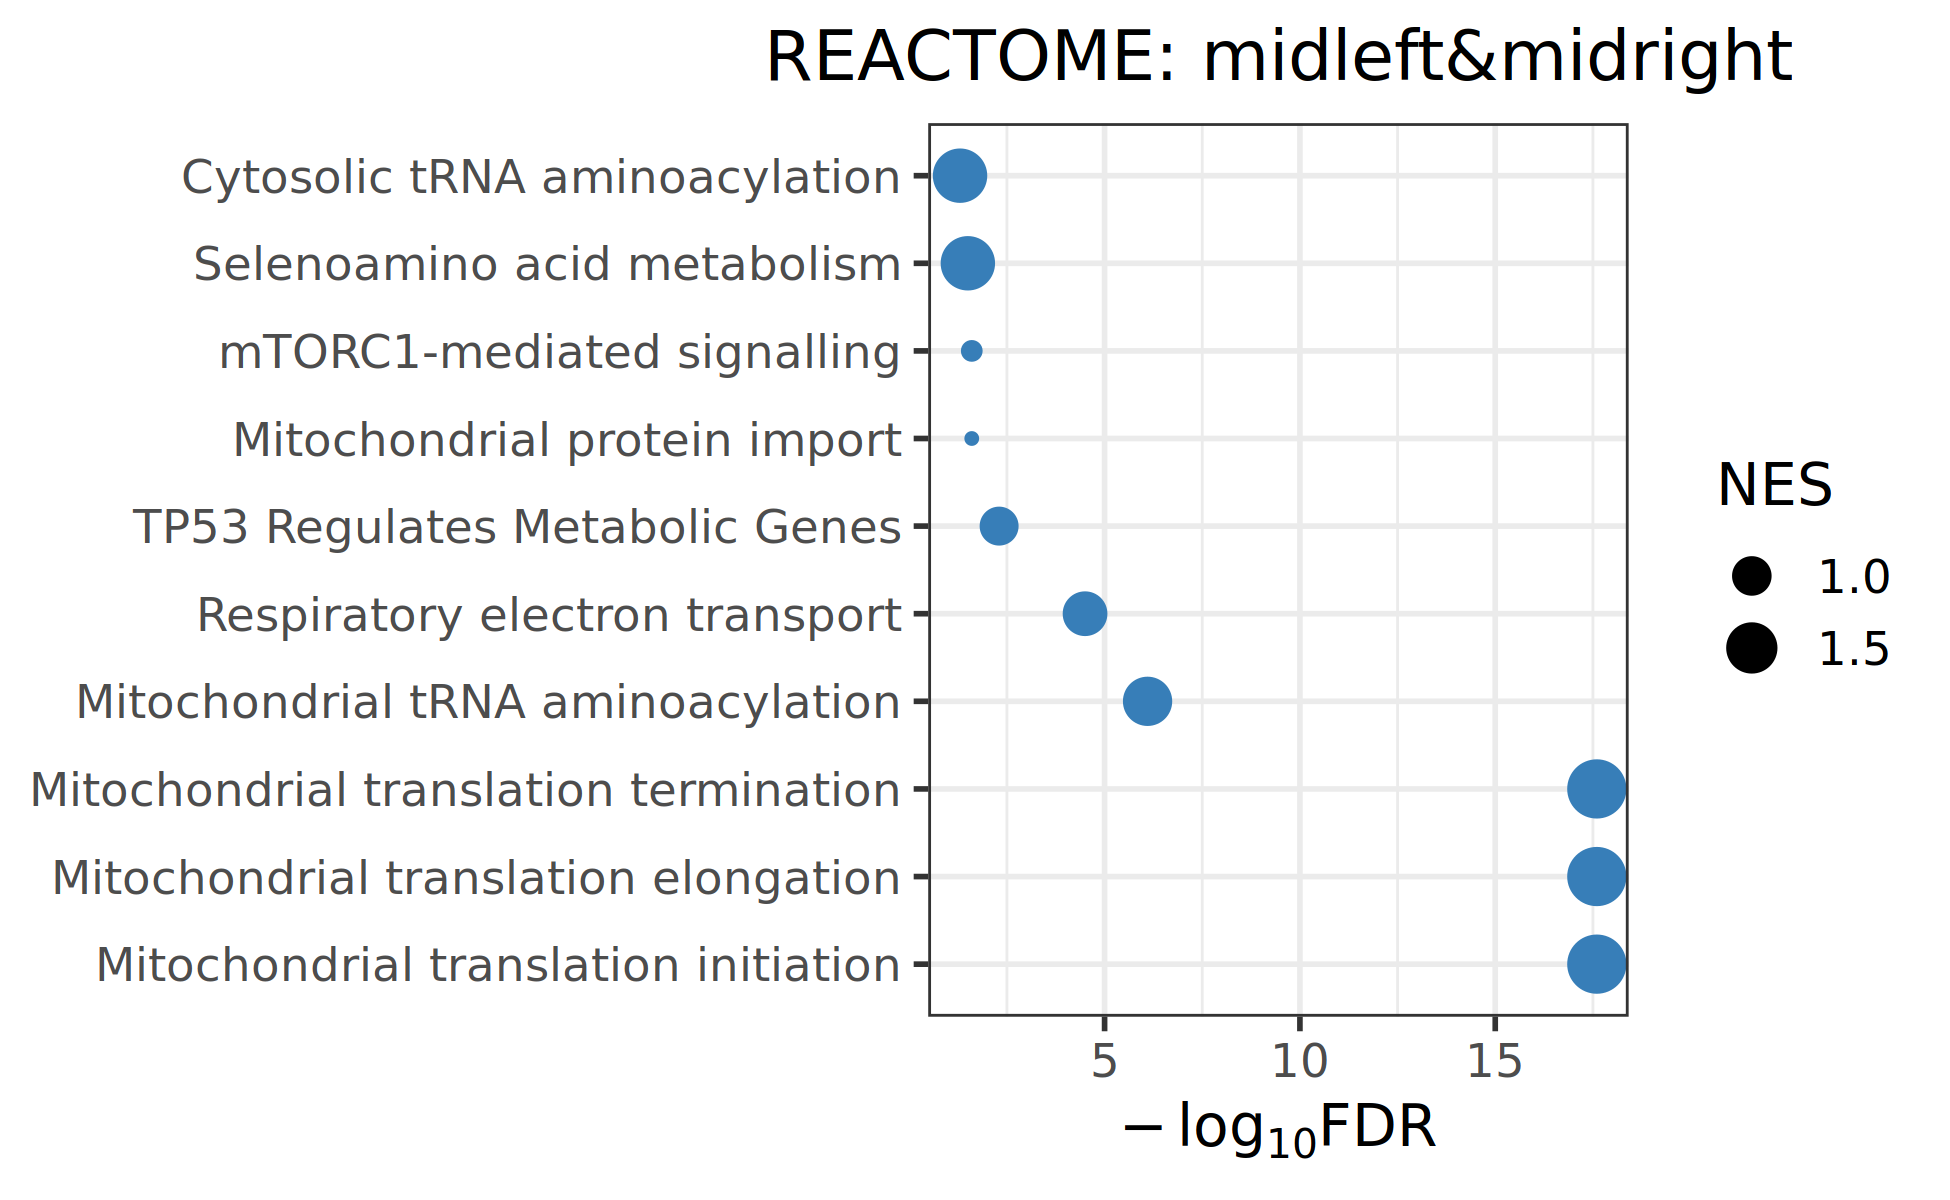 REACTOME: midleft&midright
Cytosolic tRNA aminoacylation
Selenoamino acid metabolism
mTORC1-mediated signalling
Mitochondrial protein import
TP53 Regulates Metabolic Genes
Respiratory electron transport
Mitochondrial tRNA aminoacylation
Mitochondrial translation termination
Mitochondrial translation elongation
Mitochondrial translation initiation
5 10 15
−log₁₀FDR
NES
1.0
1.5